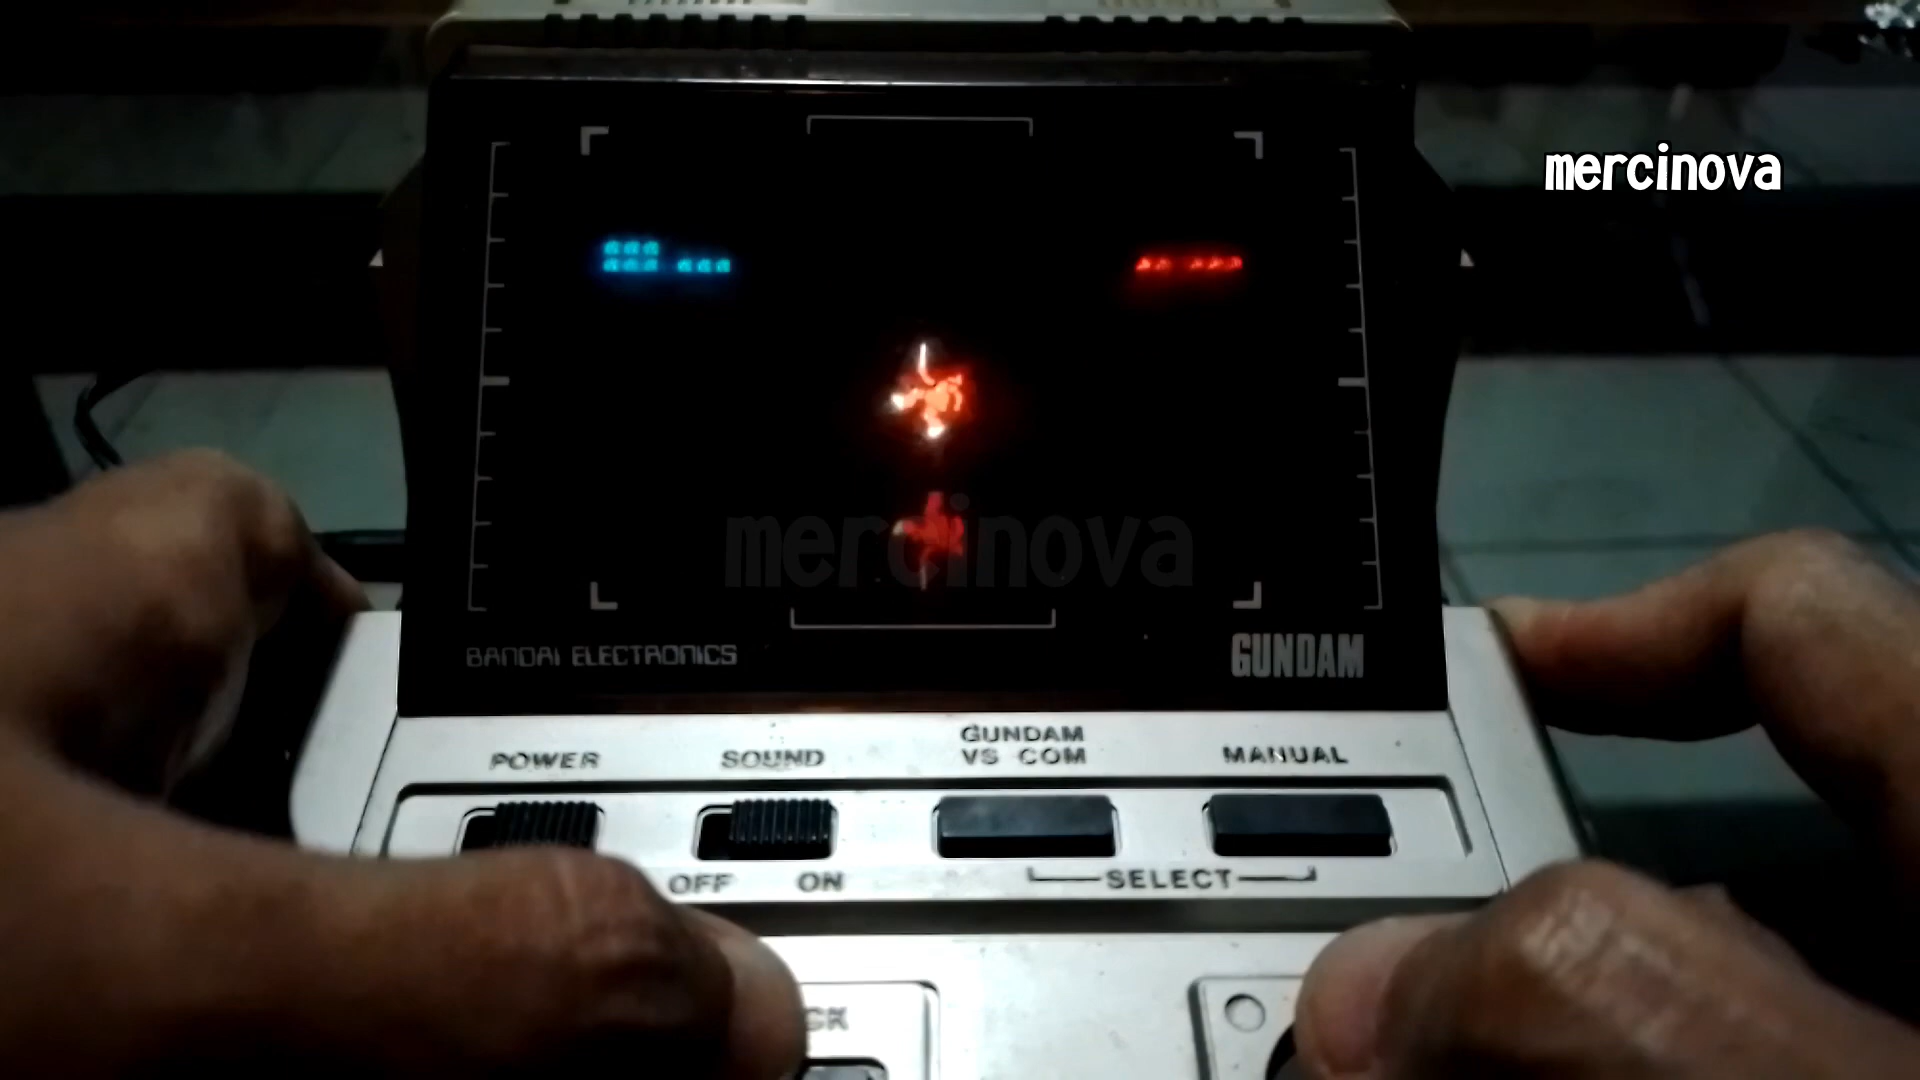 mercinova
mercinova
BANDAI ELECTRONICS
GUNDAM
POWER
SOUND
GUNDAM
VS COM
MANUAL
OFF
ON
SELECT